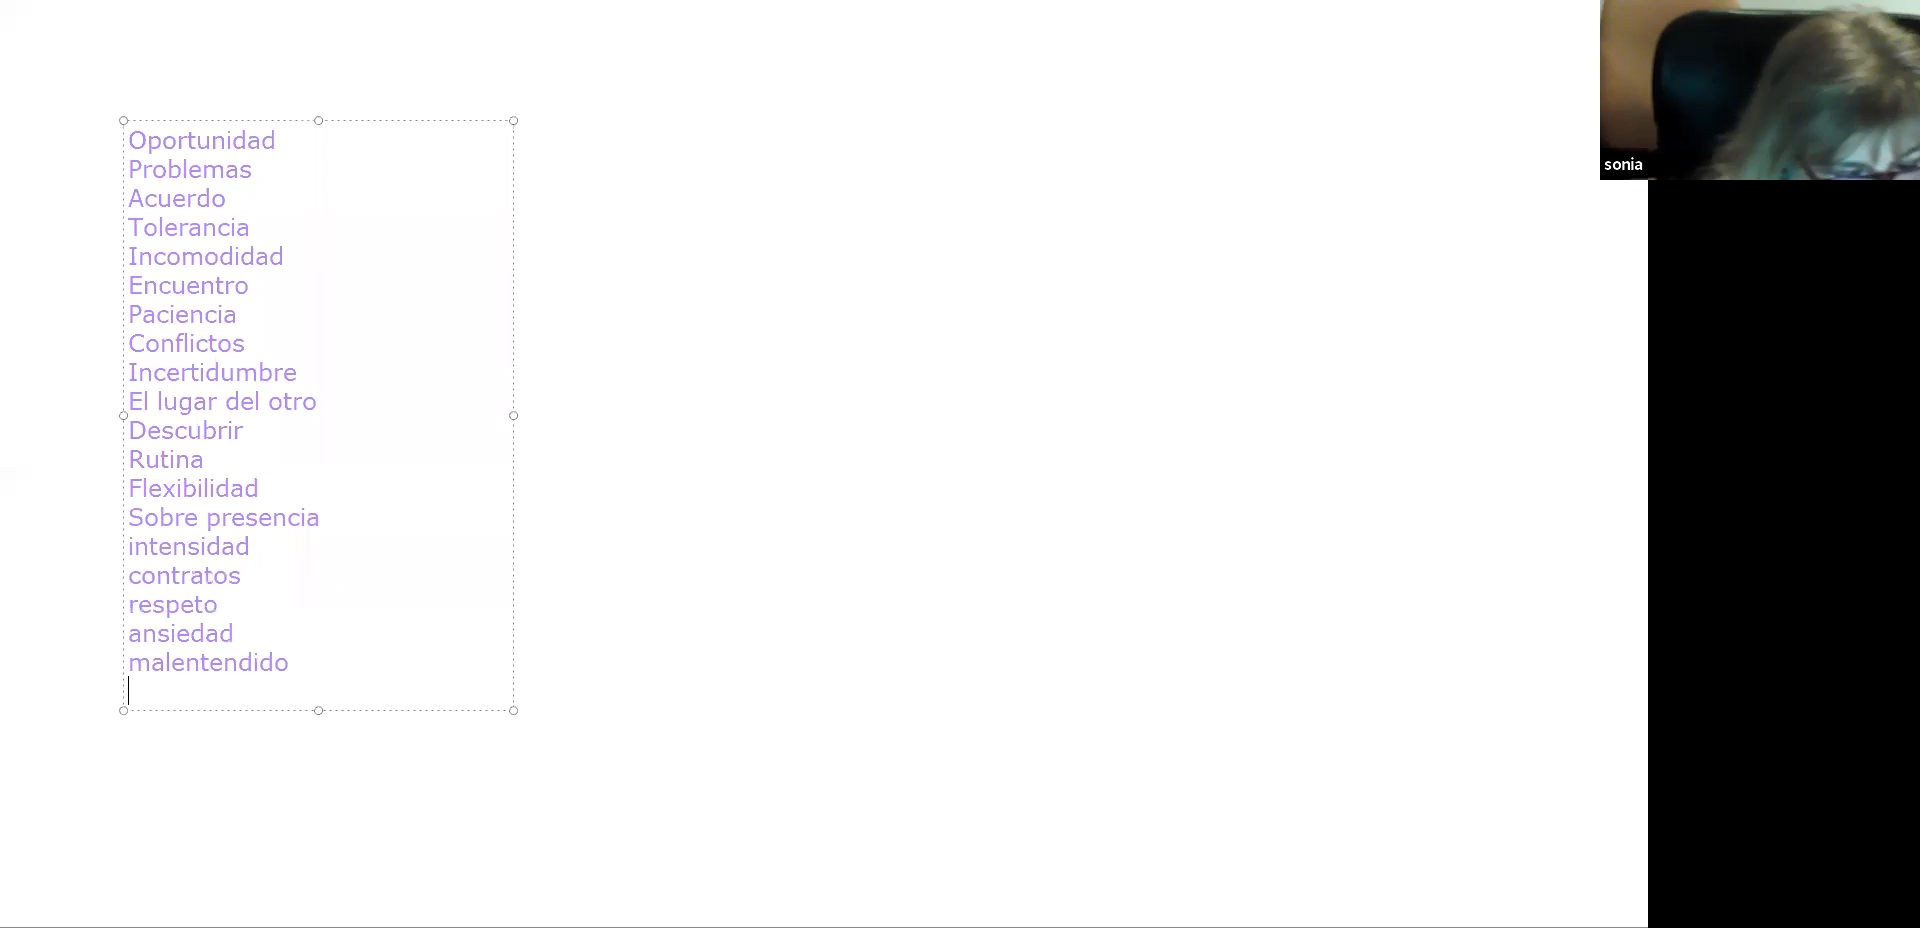 Oportunidad
Problemas
Acuerdo
Tolerancia
Incomodidad
Encuentro
Paciencia
Conflictos
Incertidumbre
El lugar del otro
Descubrir
Rutina
Flexibilidad
Sobre presencia
intensidad
contratos
respeto
ansiedad
malentendido
sonia